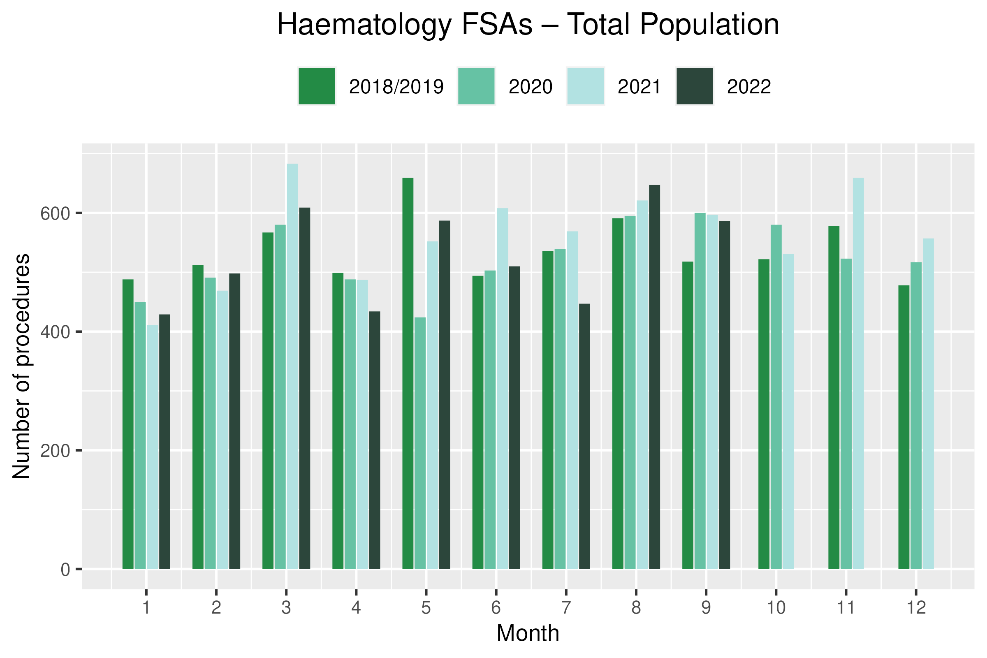 Haematology FSAs – Total Population
2018/2019 2020 2021 2022
600
400
200
0
Number of procedures
1 2 3 4 5 6 7 8 9 10 11 12
Month